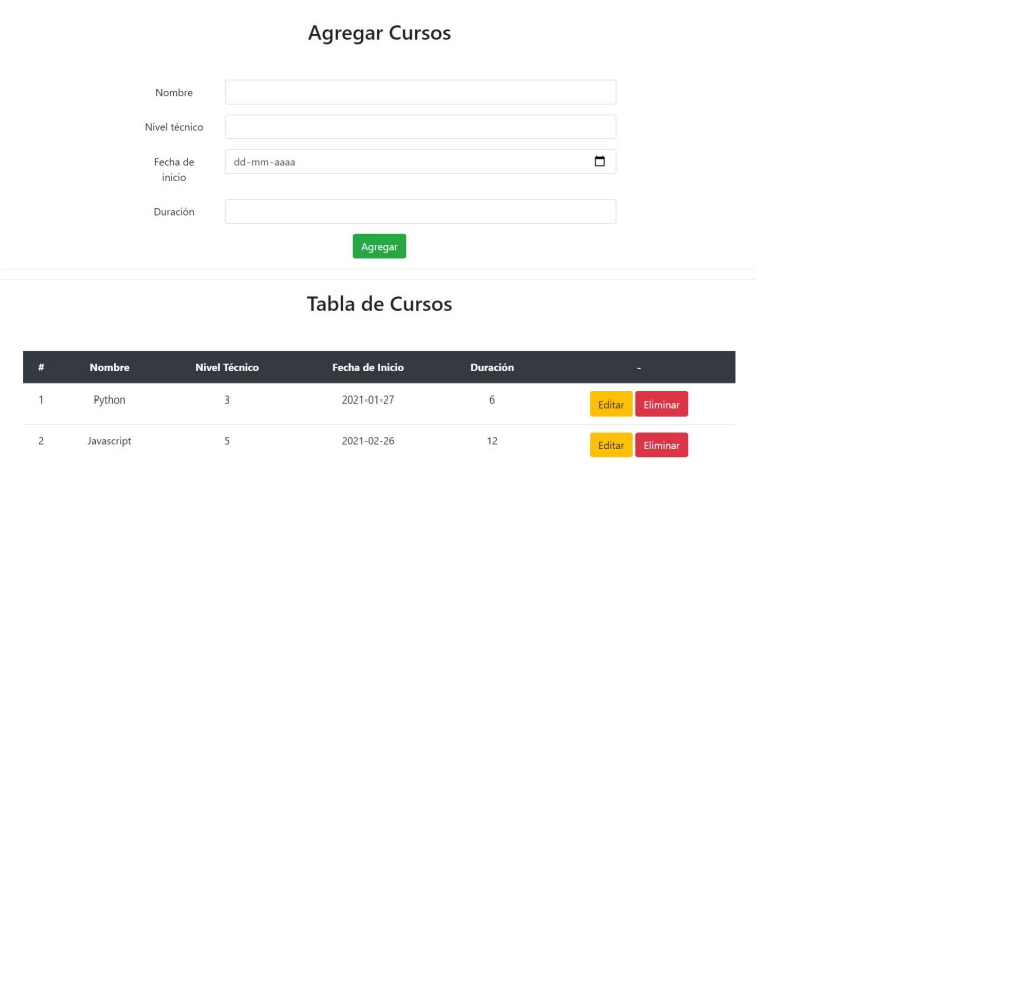 Agregar Cursos
Nombre
Nivel técnico
Fecha de
inicio
dd-mm-aaaa
Duración
Agregar
Tabla de Cursos
# Nombre Nivel Técnico Fecha de Inicio Duración -
1 Python 3 2021-01-27 6 Editar Eliminar
2 Javascript 5 2021-02-26 12 Editar Eliminar